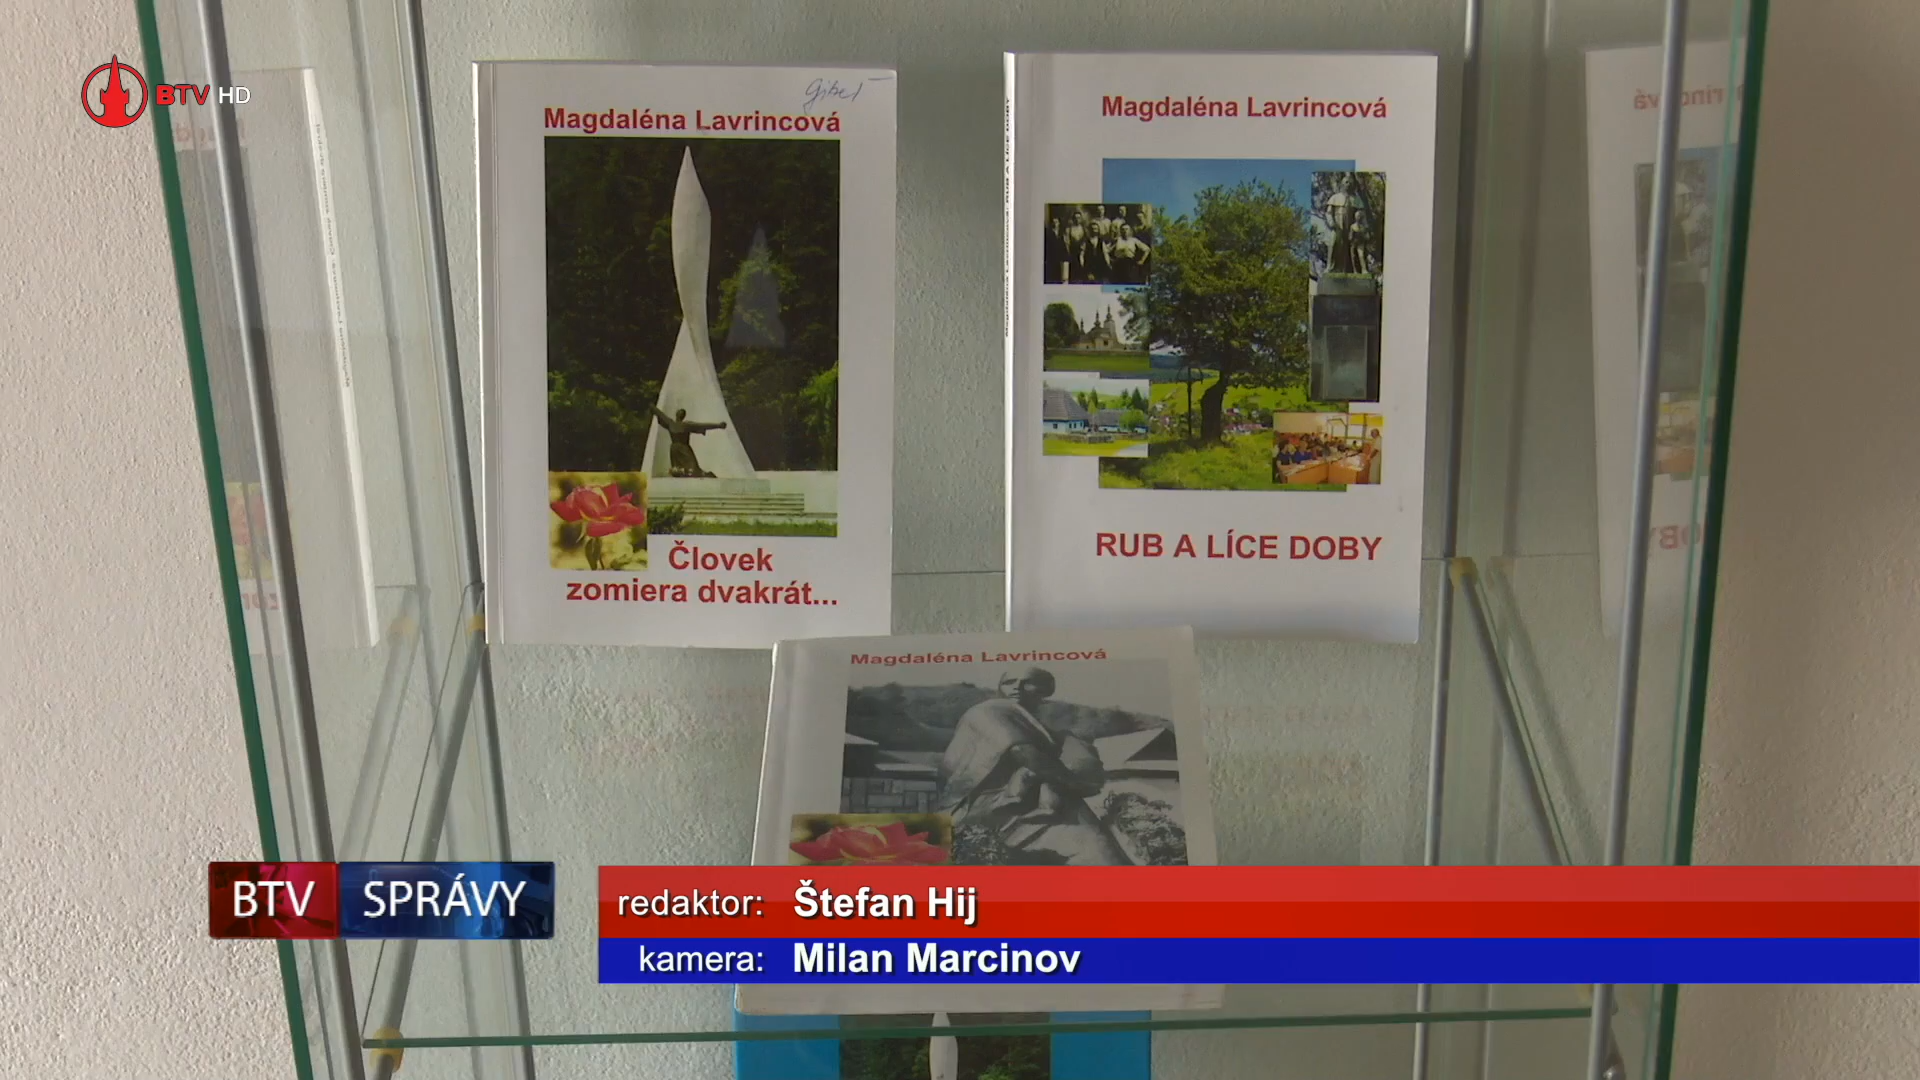 BTV HD
Gibeľ
Magdaléna Lavrincová
Človek
zomiera dvakrát...
Magdaléna Lavrincová
RUB A LÍCE DOBY
Magdaléna Lavrincová
BTV SPRÁVY
redaktor: Štefan Hij
kamera: Milan Marcinov